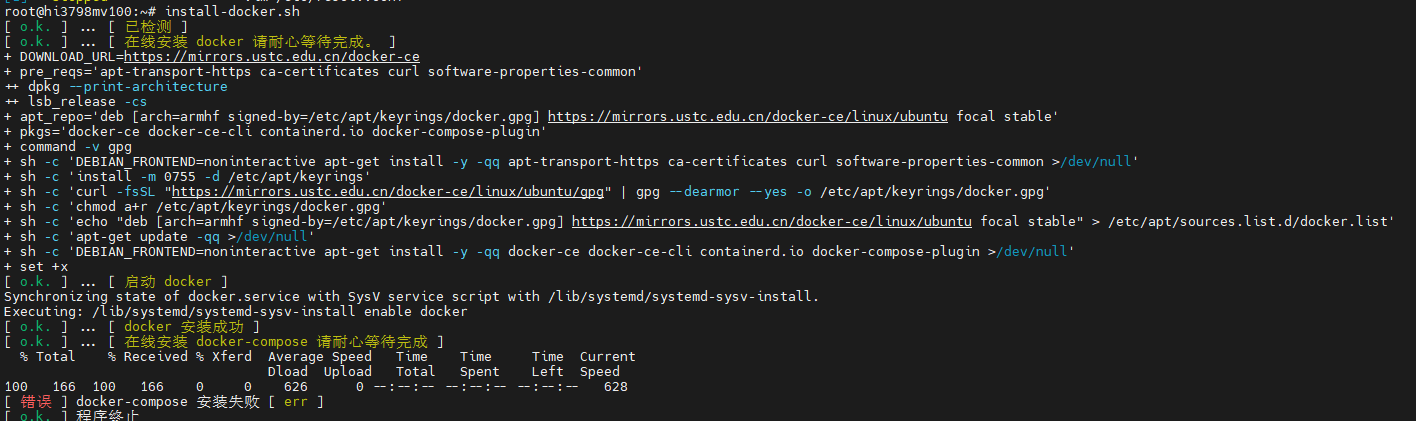 root@hi3798mv100:~# install-docker.sh
[ o.k. ] … [ 已检测 ]
[ o.k. ] … [ 在线安装 docker 请耐心等待完成。 ]
+ DOWNLOAD_URL=https://mirrors.ustc.edu.cn/docker-ce
+ pre_reqs='apt-transport-https ca-certificates curl software-properties-common'
++ dpkg --print-architecture
++ lsb_release -cs
+ apt_repo='deb [arch=armhf signed-by=/etc/apt/keyrings/docker.gpg] https://mirrors.ustc.edu.cn/docker-ce/linux/ubuntu focal stable'
+ pkgs='docker-ce docker-ce-cli containerd.io docker-compose-plugin'
+ command -v gpg
+ sh -c 'DEBIAN_FRONTEND=noninteractive apt-get install -y -qq apt-transport-https ca-certificates curl software-properties-common >/dev/null'
+ sh -c 'install -m 0755 -d /etc/apt/keyrings'
+ sh -c 'curl -fsSL "https://mirrors.ustc.edu.cn/docker-ce/linux/ubuntu/gpg" | gpg --dearmor --yes -o /etc/apt/keyrings/docker.gpg'
+ sh -c 'chmod a+r /etc/apt/keyrings/docker.gpg'
+ sh -c 'echo "deb [arch=armhf signed-by=/etc/apt/keyrings/docker.gpg] https://mirrors.ustc.edu.cn/docker-ce/linux/ubuntu focal stable" > /etc/apt/sources.list.d/docker.list'
+ sh -c 'apt-get update -qq >/dev/null'
+ sh -c 'DEBIAN_FRONTEND=noninteractive apt-get install -y -qq docker-ce docker-ce-cli containerd.io docker-compose-plugin >/dev/null'
+ set +x
[ o.k. ] … [ 启动 docker ]
Synchronizing state of docker.service with SysV service script with /lib/systemd/systemd-sysv-install.
Executing: /lib/systemd/systemd-sysv-install enable docker
[ o.k. ] … [ docker 安装成功 ]
[ o.k. ] … [ 在线安装 docker-compose 请耐心等待完成 ]
% Total % Received % Xferd Average Speed Time Time Time Current
Dload Upload Total Spent Left Speed
100 166 100 166 0 0 626 0 --:--:-- --:--:-- --:--:-- 628
[ 错误 ] docker-compose 安装失败 [ err ]
[ o.k. ] 程序终止